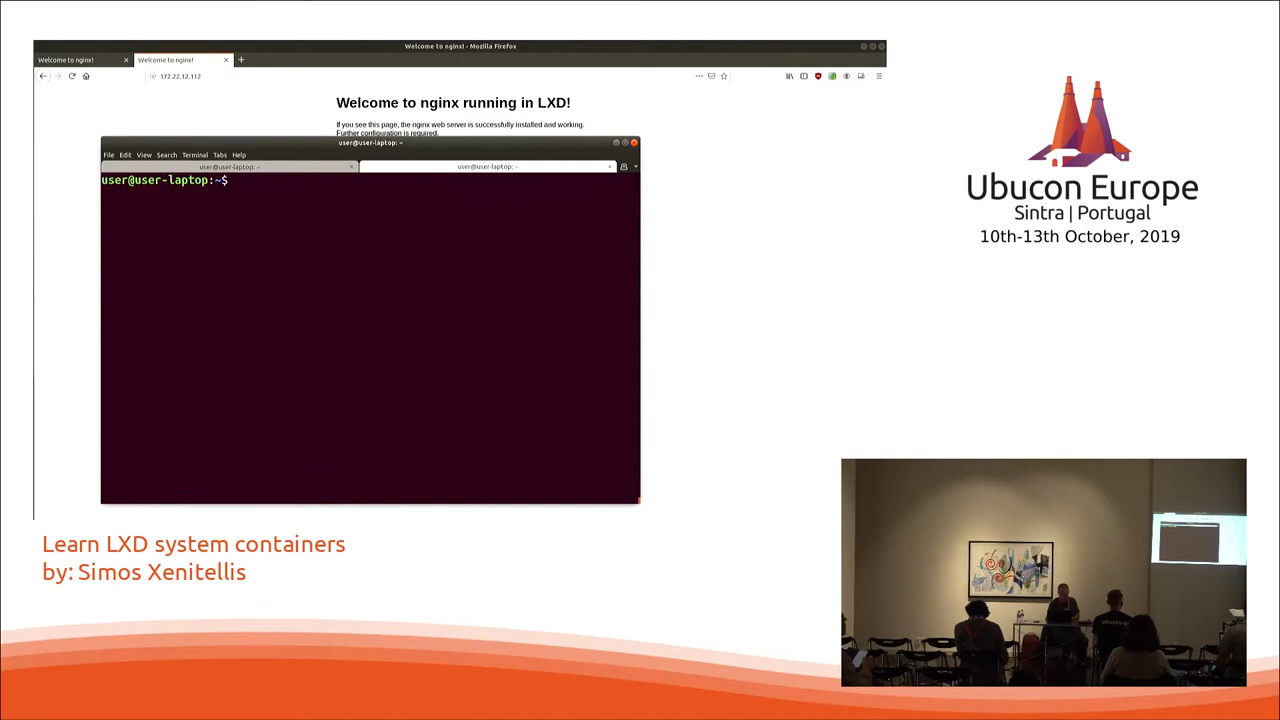 Welcome to nginx! - Mozilla Firefox
Welcome to nginx!
Welcome to nginx!
172.22.12.112
Welcome to nginx running in LXD!
If you see this page, the nginx web server is successfully installed and working.
Further configuration is required.
user@user-laptop: ~
File Edit View Search Terminal Tabs Help
user@user-laptop: ~
user@user-laptop: ~
user@user-laptop:~$
Ubucon Europe
Sintra | Portugal
10th-13th October, 2019
Learn LXD system containers
by: Simos Xenitellis